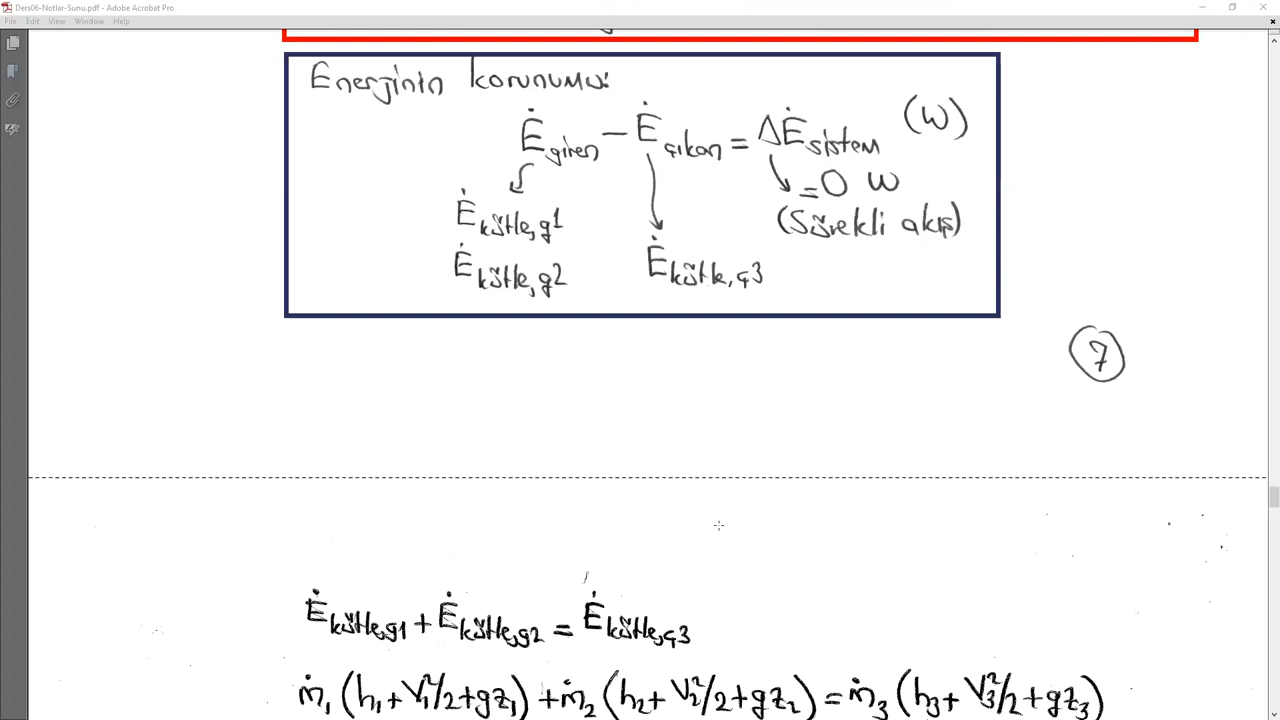 Ders06-Notlar-Sunu.pdf - Adobe Acrobat Pro
File Edit View Window Help
Enerjinin korunumu:
Ė giren − Ė çıkan = ΔĖ sistem (W)
= 0 W
(Sürekli akış)
Ė kütle,g1
Ė kütle,g2
Ė kütle,ç3
7
Ė kütle,g1 + Ė kütle,g2 = Ė kütle,ç3
ṁ₁ (h₁ + V₁²/2 + gz₁) + ṁ₂ (h₂ + V₂²/2 + gz₂) = ṁ₃ (h₃ + V₃²/2 + gz₃)